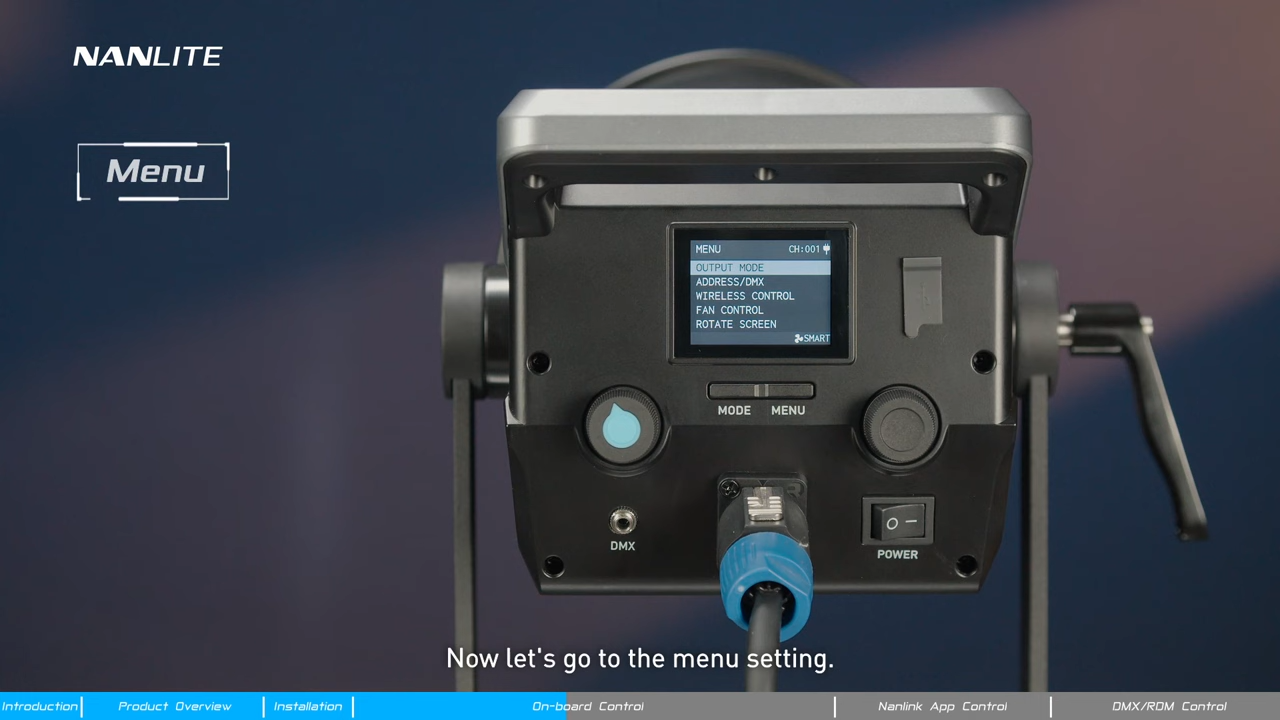 NANLITE
Menu
MENU CH:001
OUTPUT MODE
ADDRESS/DMX
WIRELESS CONTROL
FAN CONTROL
ROTATE SCREEN
SMART
MODE MENU
DMX
POWER
Now let's go to the menu setting.
Introduction Product Overview Installation On-board Control Nanlink App Control DMX/RDM Control